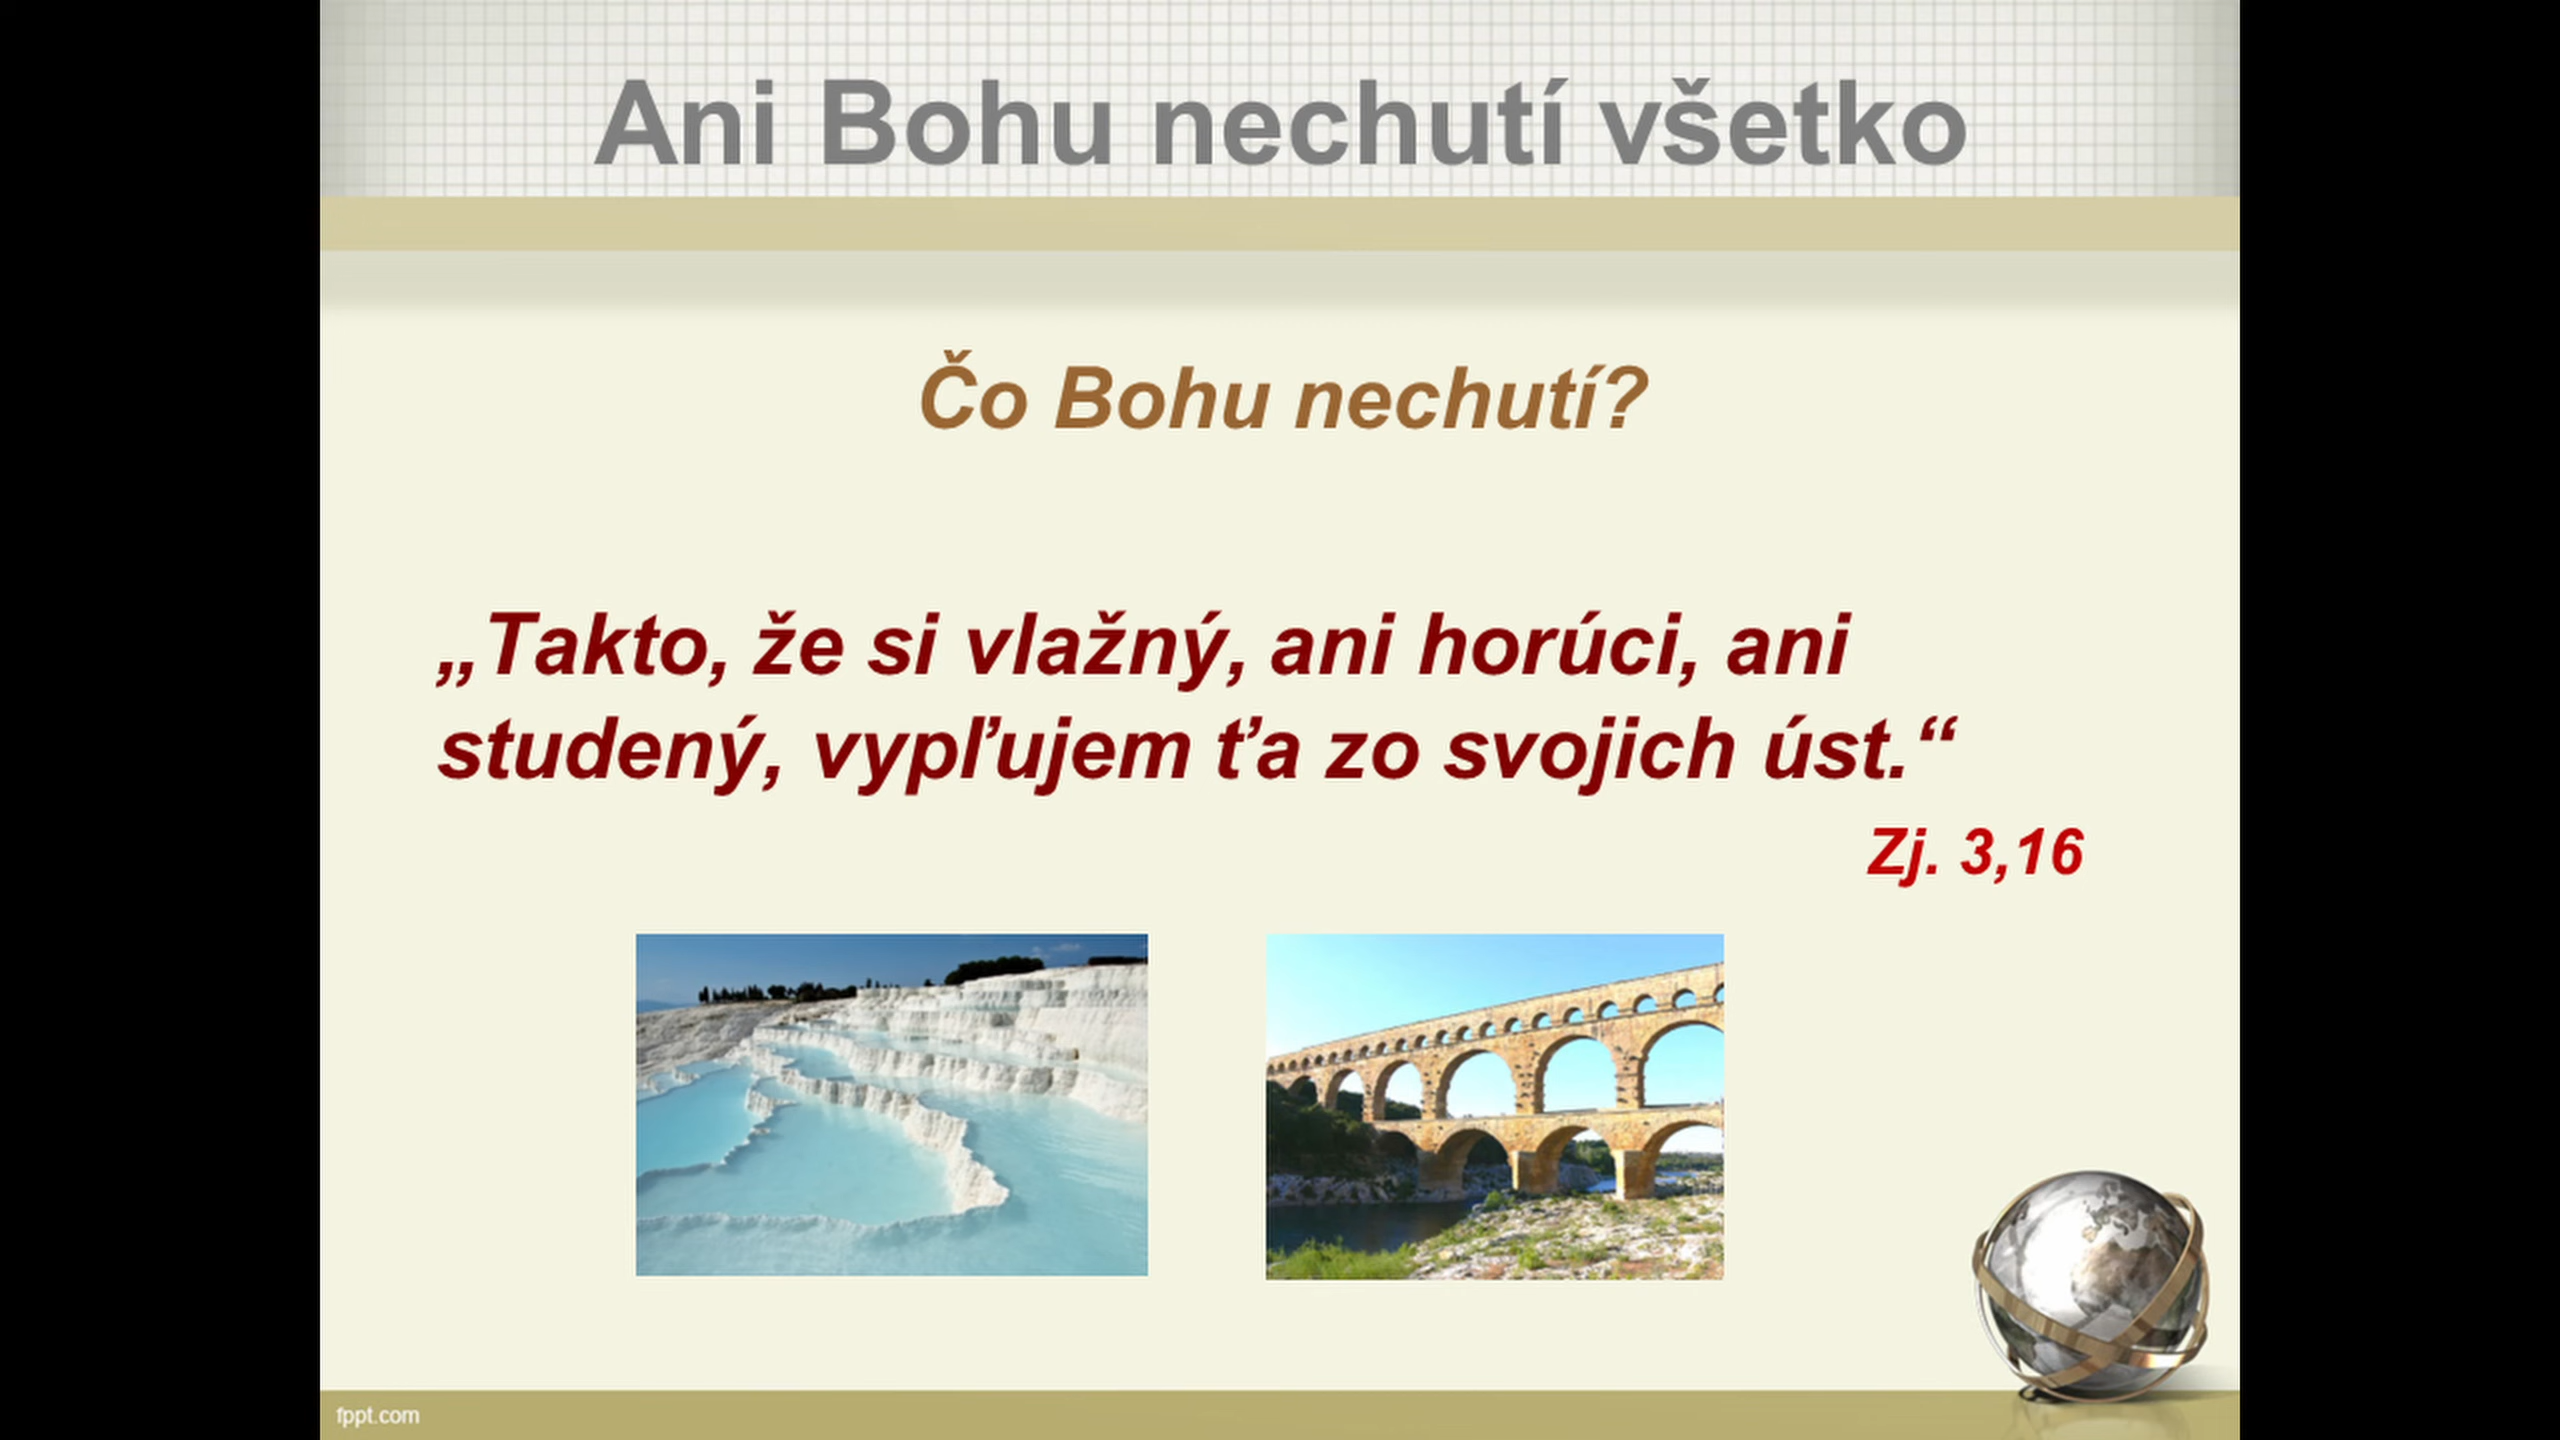 Ani Bohu nechutí všetko
Čo Bohu nechutí?
„Takto, že si vlažný, ani horúci, ani
studený, vypľujem ťa zo svojich úst.“
Zj. 3,16
fppt.com